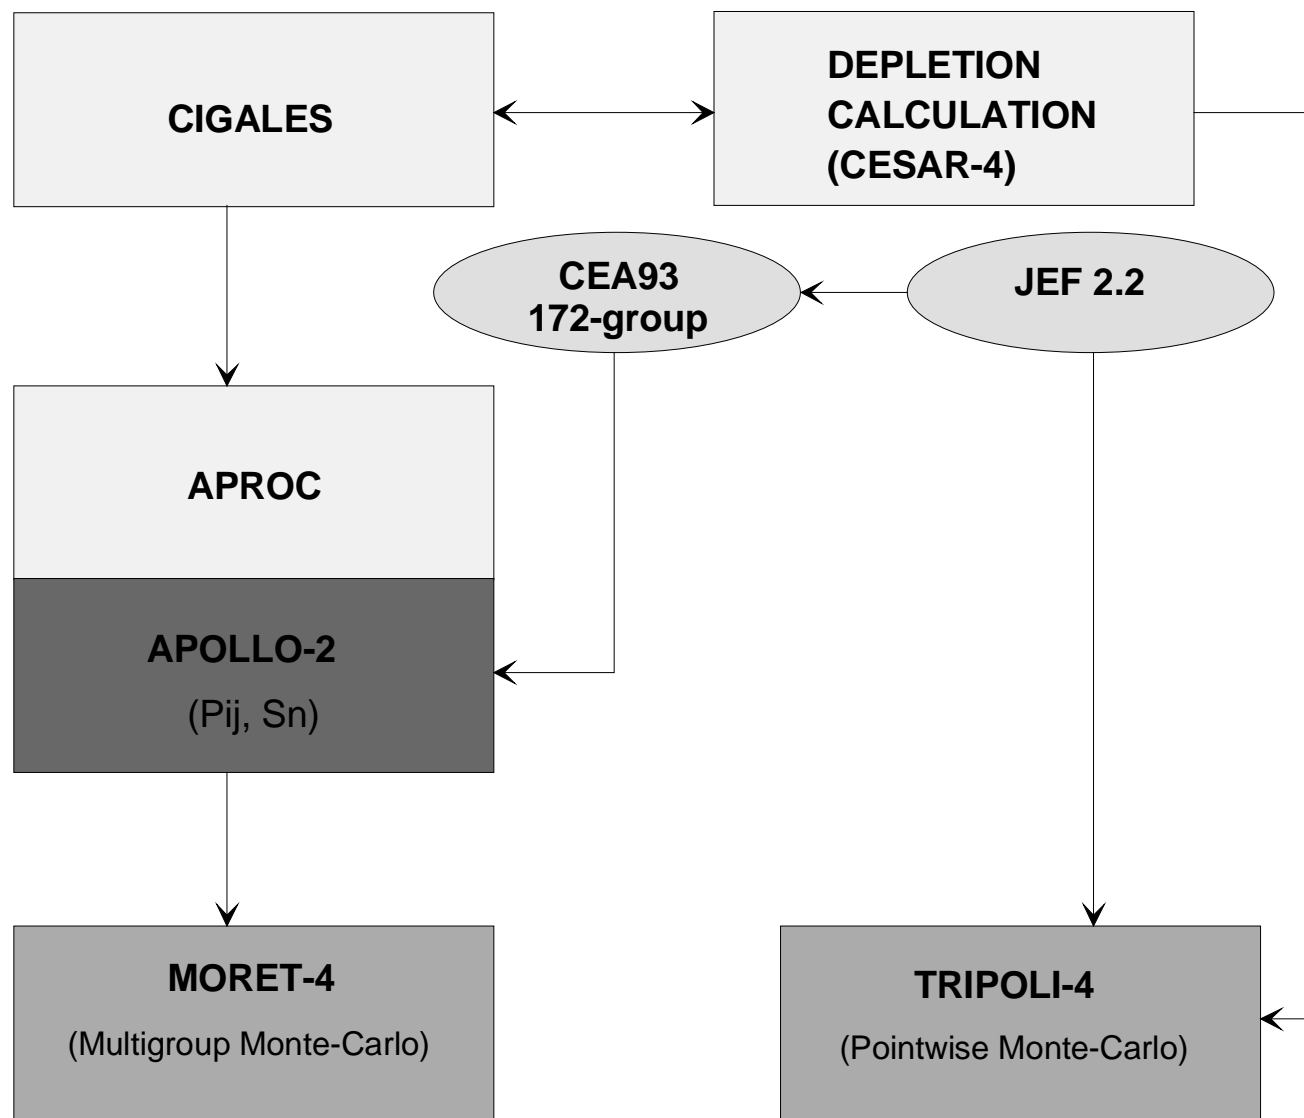 CIGALES
DEPLETION
CALCULATION
(CESAR-4)
CEA93
172-group
JEF 2.2
APROC
APOLLO-2
(Pij, Sn)
MORET-4
(Multigroup Monte-Carlo)
TRIPOLI-4
(Pointwise Monte-Carlo)